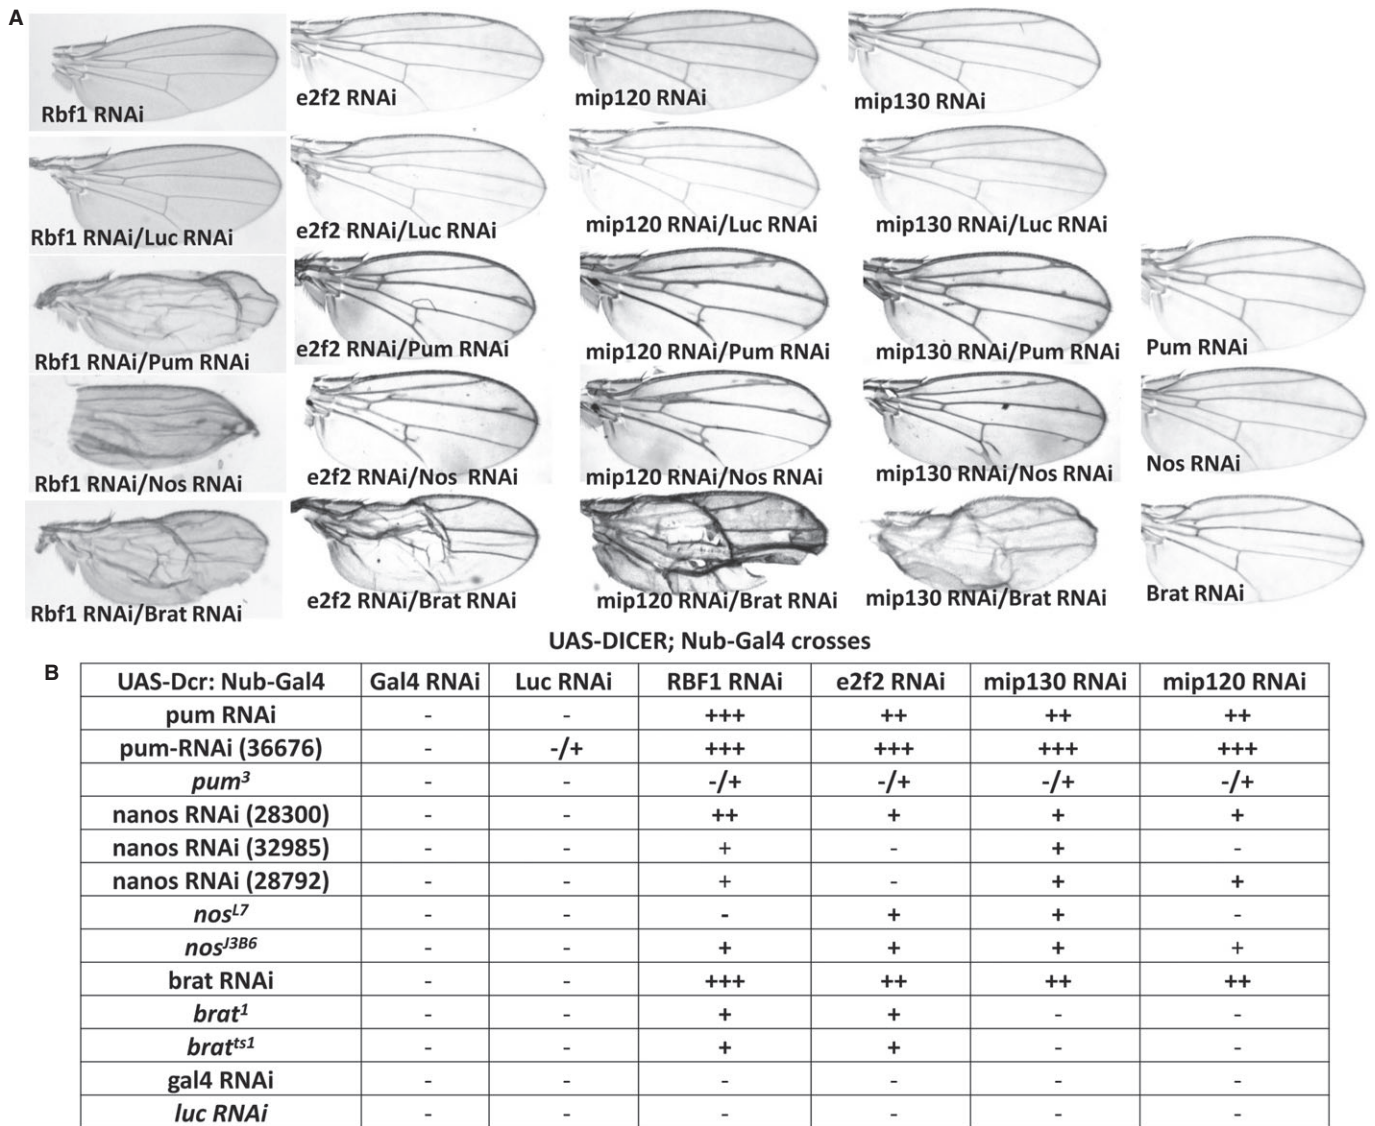 A
Rbf1 RNAi
e2f2 RNAi
mip120 RNAi
mip130 RNAi
Rbf1 RNAi/Luc RNAi
e2f2 RNAi/Luc RNAi
mip120 RNAi/Luc RNAi
mip130 RNAi/Luc RNAi
Rbf1 RNAi/Pum RNAi
e2f2 RNAi/Pum RNAi
mip120 RNAi/Pum RNAi
mip130 RNAi/Pum RNAi
Pum RNAi
Rbf1 RNAi/Nos RNAi
e2f2 RNAi/Nos RNAi
mip120 RNAi/Nos RNAi
mip130 RNAi/Nos RNAi
Nos RNAi
Rbf1 RNAi/Brat RNAi
e2f2 RNAi/Brat RNAi
mip120 RNAi/Brat RNAi
mip130 RNAi/Brat RNAi
Brat RNAi
UAS-DICER; Nub-Gal4 crosses
B
UAS-Dcr: Nub-Gal4 Gal4 RNAi Luc RNAi RBF1 RNAi e2f2 RNAi mip130 RNAi mip120 RNAi
pum RNAi - - +++ ++ ++ ++
pum-RNAi (36676) - -/+ +++ +++ +++ +++
pum3 - - -/+ -/+ -/+ -/+
nanos RNAi (28300) - - ++ + + +
nanos RNAi (32985) - - + - + -
nanos RNAi (28792) - - + - + +
nosL7 - - - + + -
nosJ3B6 - - + + + +
brat RNAi - - +++ ++ ++ ++
brat1 - - + + - -
bratts1 - - + + - -
gal4 RNAi - - - - - -
luc RNAi - - - - - -